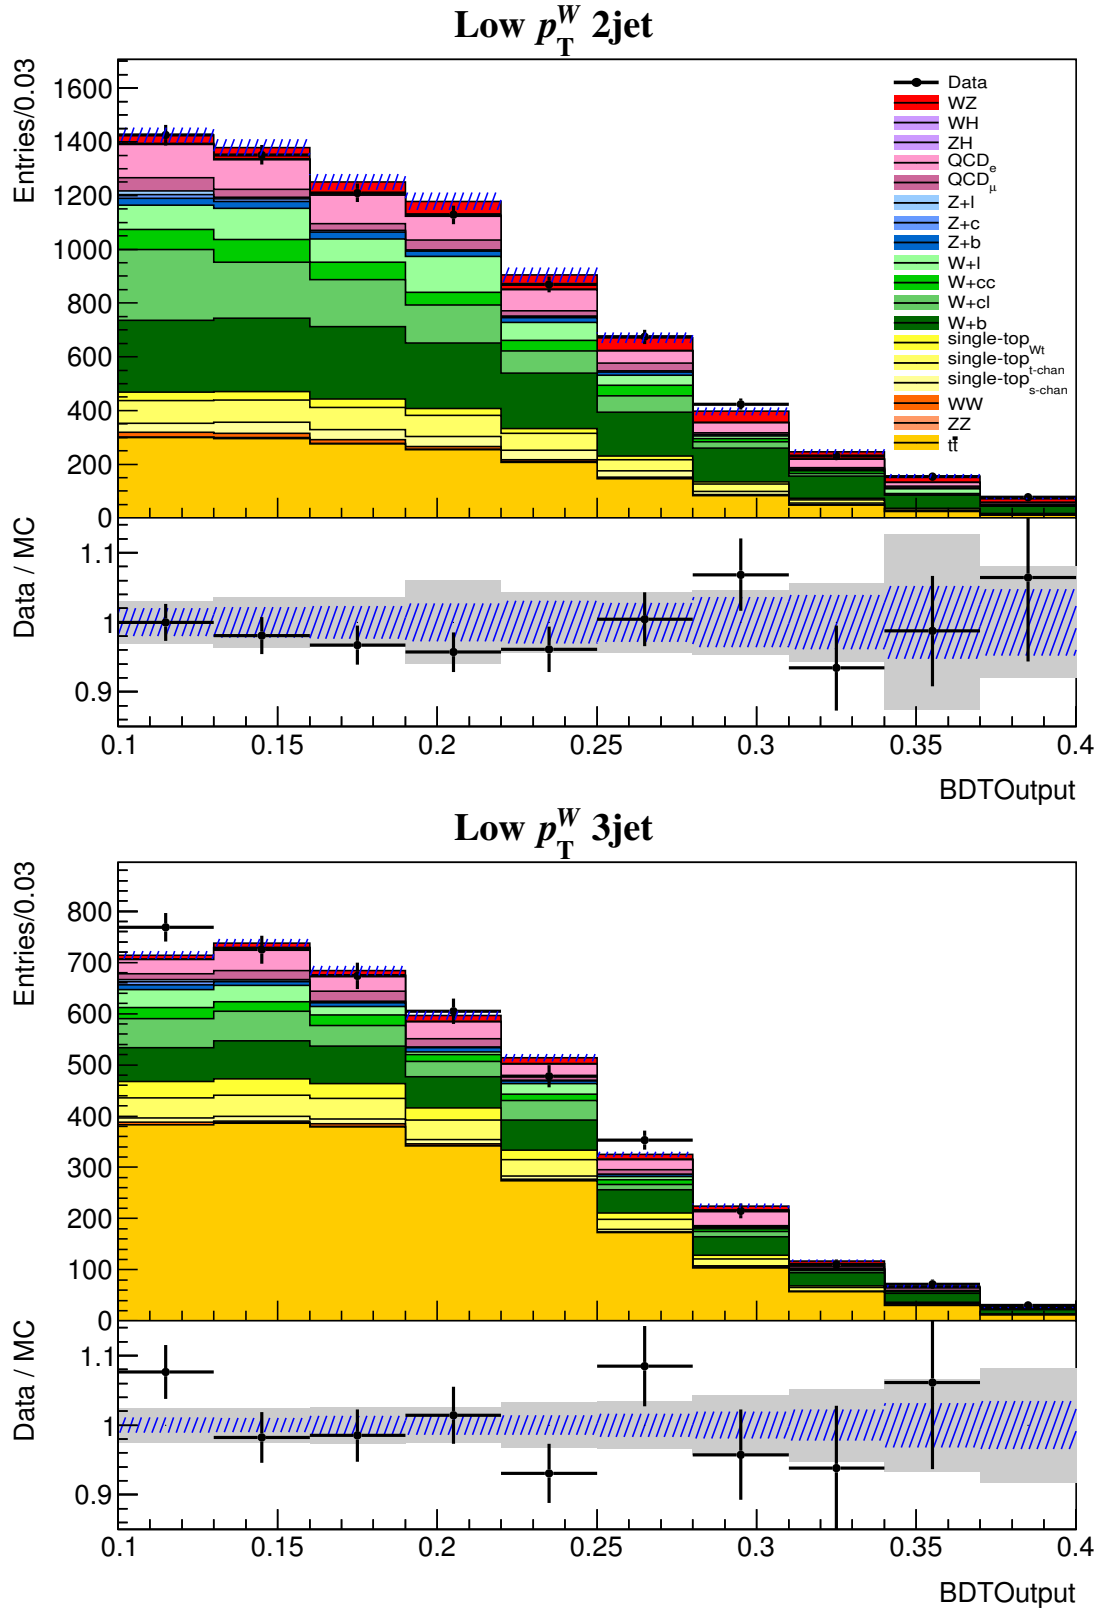 Low p_T^W 2jet
Entries/0.03
1600
1400
1200
1000
800
600
400
200
0
Data
WZ
WH
ZH
QCD_e
QCD_μ
Z+l
Z+c
Z+b
W+l
W+cc
W+cl
W+b
single-top_Wt
single-top_t-chan
single-top_s-chan
WW
ZZ
tt̄
Data / MC
1.1
1
0.9
0.1 0.15 0.2 0.25 0.3 0.35 0.4
BDTOutput
Low p_T^W 3jet
Entries/0.03
800
700
600
500
400
300
200
100
0
Data / MC
1.1
1
0.9
0.1 0.15 0.2 0.25 0.3 0.35 0.4
BDTOutput